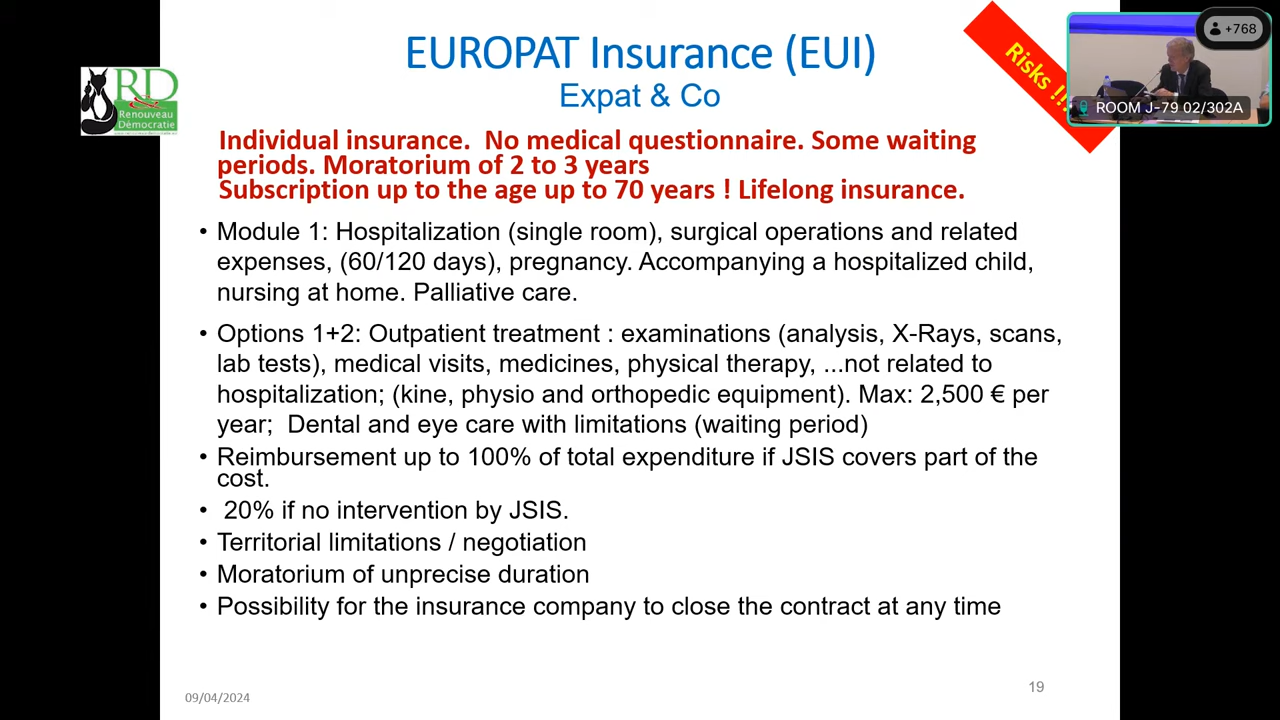 EUROPAT Insurance (EUI)
Expat & Co
Risks !!!
+768
ROOM J-79 02/302A
RD
&
Renouveau
Démocratie
Individual insurance.  No medical questionnaire. Some waiting
periods. Moratorium of 2 to 3 years
Subscription up to the age up to 70 years ! Lifelong insurance.
• Module 1: Hospitalization (single room), surgical operations and related
expenses, (60/120 days), pregnancy. Accompanying a hospitalized child,
nursing at home. Palliative care.
• Options 1+2: Outpatient treatment : examinations (analysis, X-Rays, scans,
lab tests), medical visits, medicines, physical therapy, ...not related to
hospitalization; (kine, physio and orthopedic equipment). Max: 2,500 € per
year;  Dental and eye care with limitations (waiting period)
• Reimbursement up to 100% of total expenditure if JSIS covers part of the
cost.
• 20% if no intervention by JSIS.
• Territorial limitations / negotiation
• Moratorium of unprecise duration
• Possibility for the insurance company to close the contract at any time
09/04/2024
19